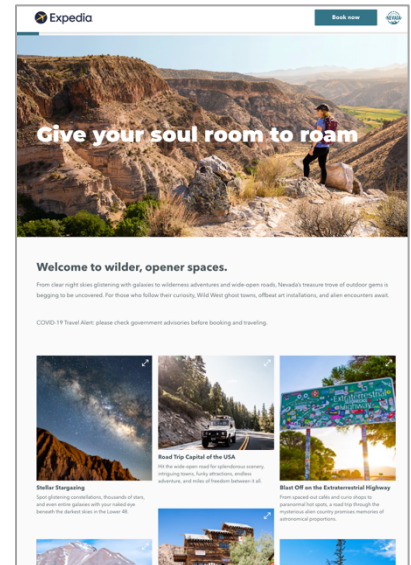 Expedia
Book now
NEVADA
Give your soul room to roam
Welcome to wilder, opener spaces.
From clear night skies glistening with galaxies to wilderness adventures and wide-open roads, Nevada's treasure trove of outdoor gems is
begging to be uncovered. For those who follow their curiosity, Wild West ghost towns, offbeat art installations, and alien encounters await.
COVID-19 Travel Alert: please check government advisories before booking and traveling.
Stellar Stargazing
Spot glistening constellations, thousands of stars,
and even entire galaxies with your naked eye
beneath the darkest skies in the Lower 48.
Road Trip Capital of the USA
Hit the wide open road for splendorous scenery,
intriguing towns, funky attractions, endless
adventure, and miles of freedom between it all.
Extraterrestrial
Highway
Blast Off on the Extraterrestrial Highway
From spaced-out cafés and curio shops to
paranormal hot spots, a road trip through the
mysterious alien country promises memories of
astronomical proportions.